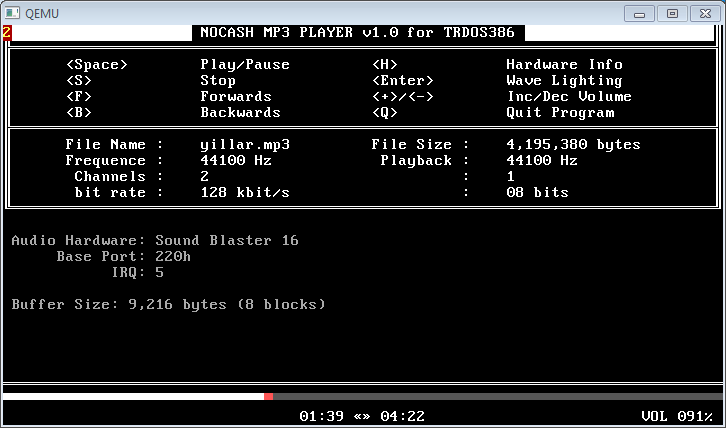 QEMU
2 NOCASH MP3 PLAYER v1.0 for TRDOS386
<Space> Play/Pause <H> Hardware Info
<S> Stop <Enter> Wave Lighting
<F> Forwards <+>/<-> Inc/Dec Volume
<B> Backwards <Q> Quit Program
File Name : yillar.mp3 File Size : 4,195,380 bytes
Frequence : 44100 Hz Playback : 44100 Hz
Channels : 2 : 1
bit rate : 128 kbit/s : 08 bits
Audio Hardware: Sound Blaster 16
Base Port: 220h
IRQ: 5
Buffer Size: 9,216 bytes (8 blocks)
01:39 «» 04:22 VOL 091%